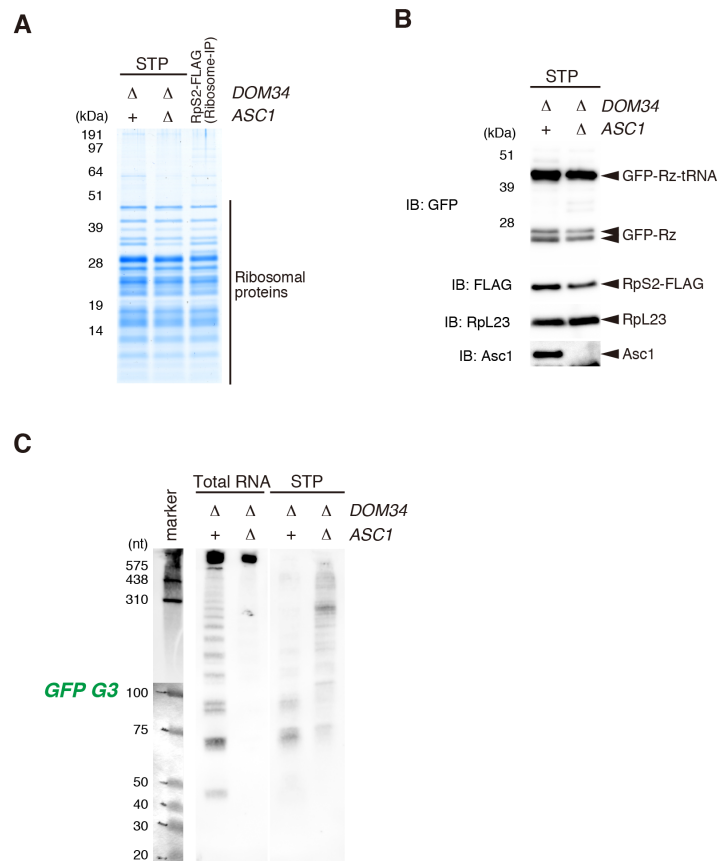 A
STP
RpS2-FLAG
(Ribosome-IP)
Δ Δ DOM34
(kDa) + Δ ASC1
191
97
64
51
39
28
19
14
Ribosomal
proteins
B
STP
Δ Δ DOM34
(kDa) + Δ ASC1
51
39
28
IB: GFP
GFP-Rz-tRNA
GFP-Rz
IB: FLAG RpS2-FLAG
IB: RpL23 RpL23
IB: Asc1 Asc1
C
Total RNA STP
marker
Δ Δ Δ Δ DOM34
(nt) + Δ + Δ ASC1
575
438
310
GFP G3 100
75
50
40
30
20